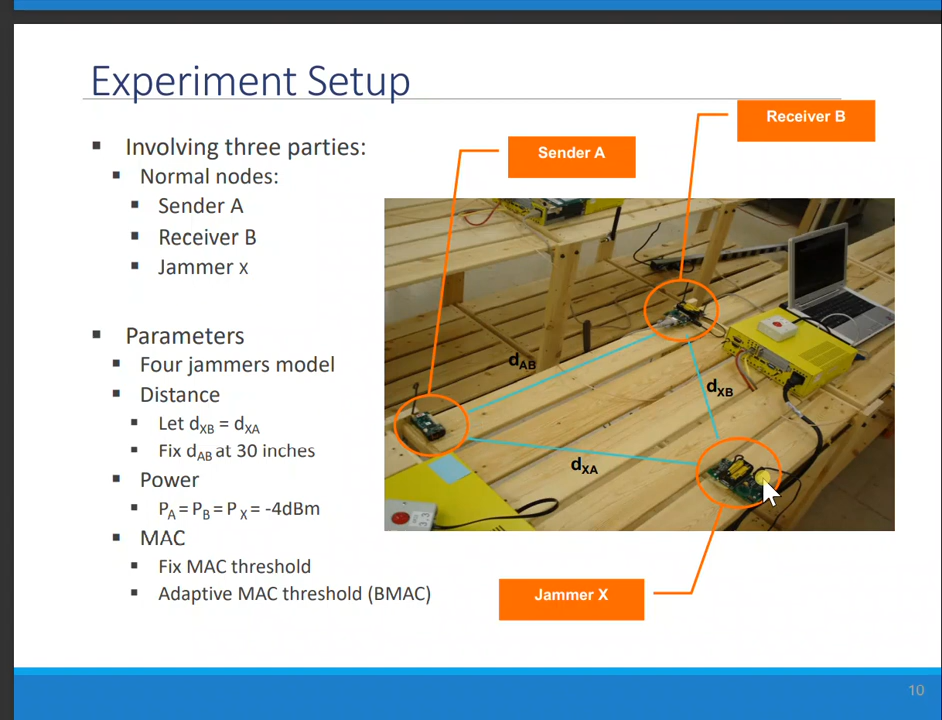 Experiment Setup
Involving three parties:
Normal nodes:
Sender A
Receiver B
Jammer x
Parameters
Four jammers model
Distance
Let dXB = dXA
Fix dAB at 30 inches
Power
PA = PB = P X = -4dBm
MAC
Fix MAC threshold
Adaptive MAC threshold (BMAC)
Receiver B
Sender A
dAB
dXB
dXA
Jammer X
10